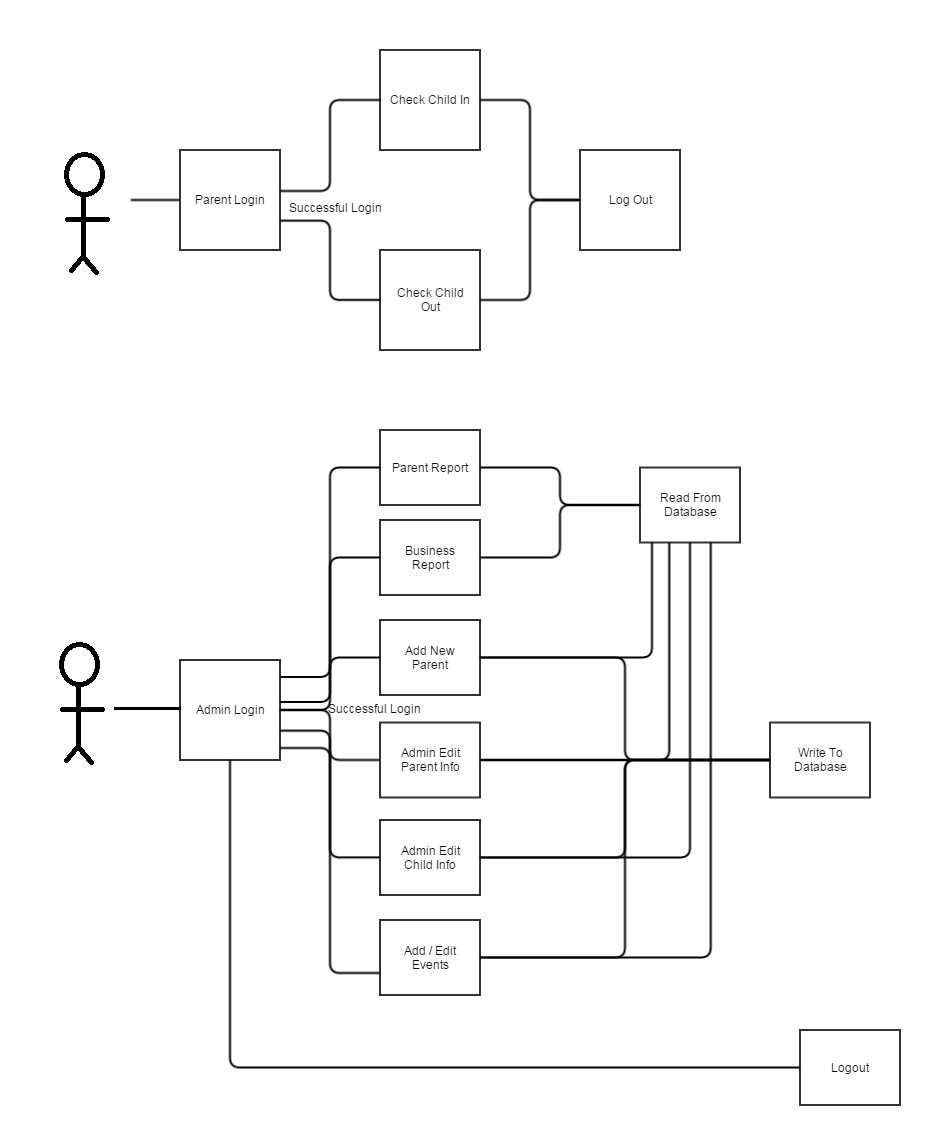 Check Child In
Parent Login
Successful Login
Log Out
Check Child
Out
Parent Report
Read From
Database
Business
Report
Add New
Parent
Admin Login
Successful Login
Admin Edit
Parent Info
Write To
Database
Admin Edit
Child Info
Add / Edit
Events
Logout